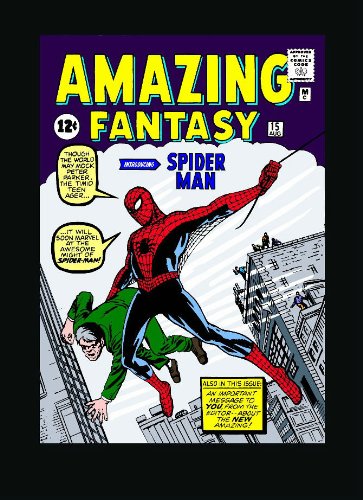 AMAZING
FANTASY
APPROVED
BY THE
COMICS
CODE
AUTHORITY
12¢
M
C
15
AUG.
INTRODUCING
SPIDER
MAN
THOUGH
THE WORLD
MAY MOCK
PETER
PARKER,
THE TIMID
TEEN
AGER...
...IT WILL
SOON MARVEL
AT THE
AWESOME
MIGHT OF
SPIDER-MAN!
ALSO IN THIS ISSUE:
AN IMPORTANT
MESSAGE TO
YOU, FROM THE
EDITOR--ABOUT
THE NEW
AMAZING!